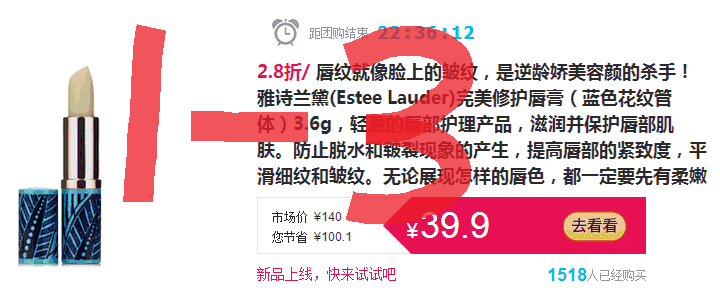 距团购结束 22:36:12
2.8折/ 唇纹就像脸上的皱纹，是逆龄娇美容颜的杀手！
雅诗兰黛(Estee Lauder)完美修护唇膏（蓝色花纹管
体）3.6g，轻盈的唇部护理产品，滋润并保护唇部肌
肤。防止脱水和皲裂现象的产生，提高唇部的紧致度，平
滑细纹和皱纹。无论展现怎样的唇色，都一定要先有柔嫩
1-3
市场价 ¥140
您节省 ¥100.1
¥39.9
去看看
新品上线，快来试试吧
1518人已经购买